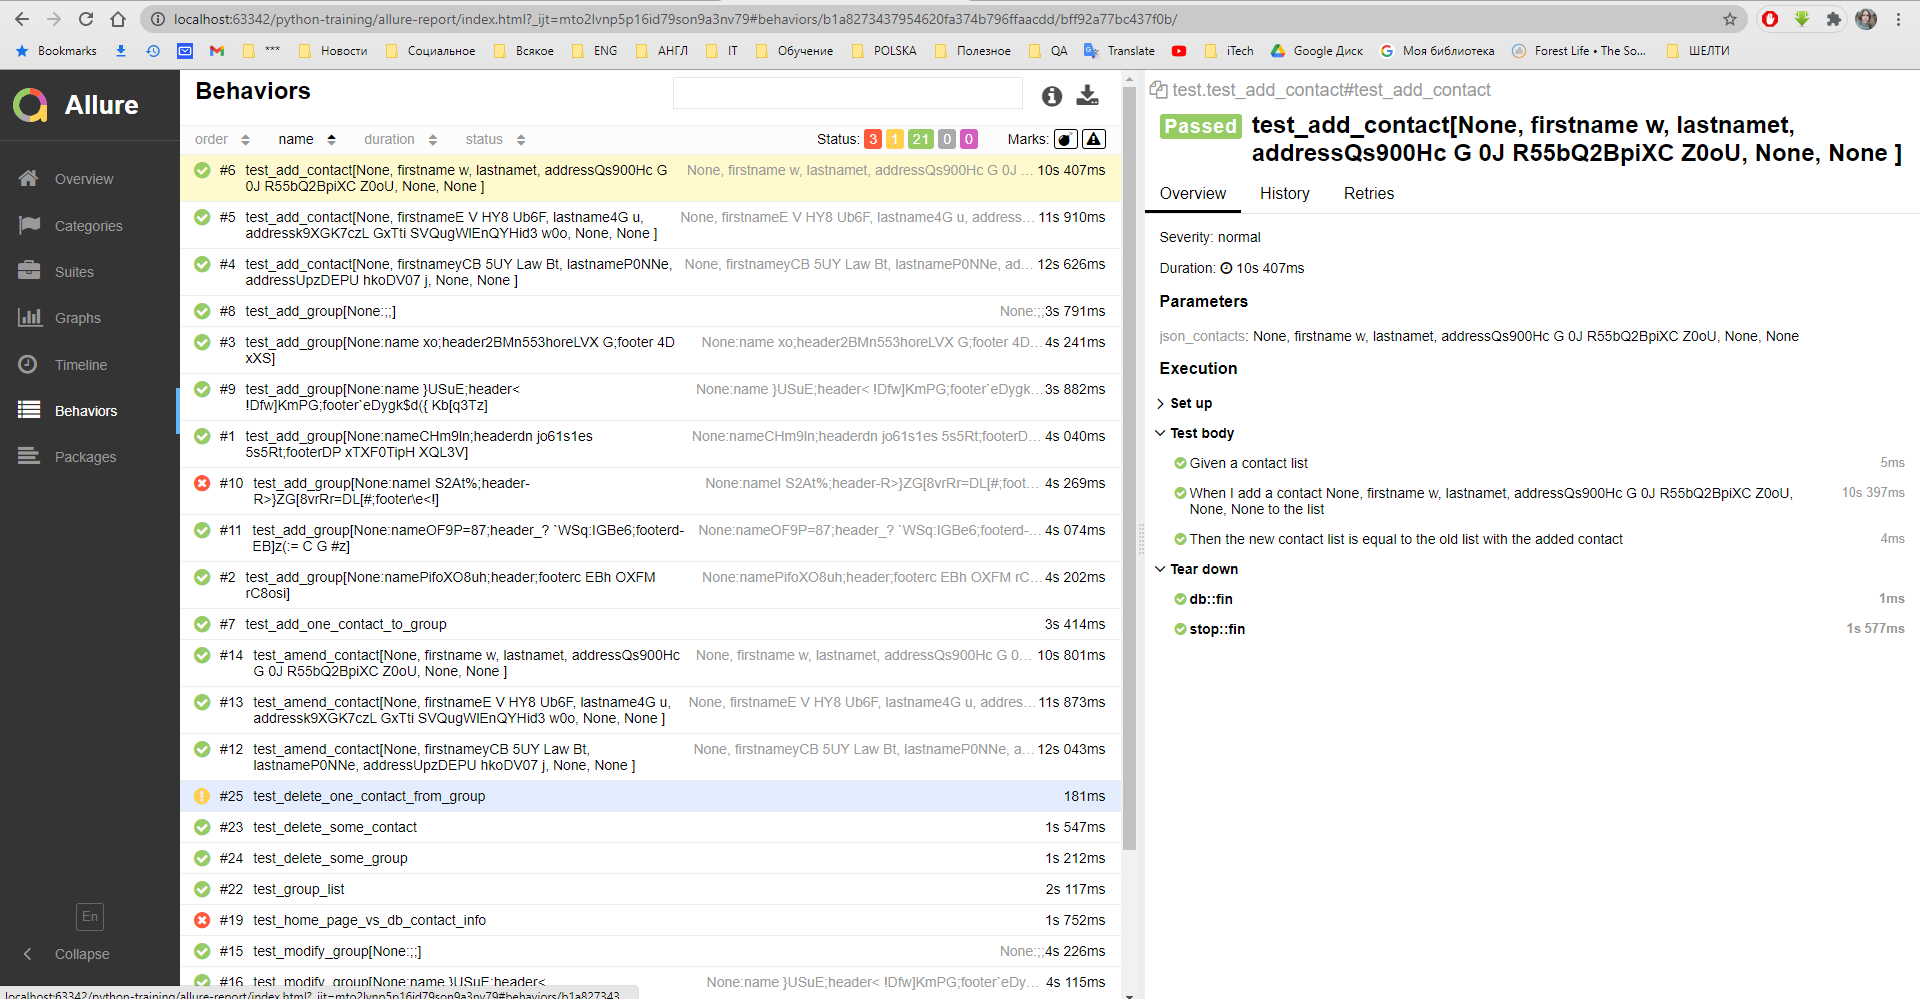 localhost:63342/python-training/allure-report/index.html?_ijt=mto2lvnp5p16id79son9a3nv79#behaviors/b1a8273437954620fa374b796ffaacdd/bff92a77bc437f0b/
Bookmarks *** Новости Социальное Всякое ENG АНГЛ IT Обучение POLSKA Полезное QA Translate iTech Google Диск Моя библиотека Forest Life • The So... ШЕЛТИ
Allure
Overview
Categories
Suites
Graphs
Timeline
Behaviors
Packages
En
Collapse
Behaviors
order name duration status Status: 3 1 21 0 0 Marks:
#6 test_add_contact[None, firstname w, lastnamet, addressQs900Hc G None, firstname w, lastnamet, addressQs900Hc G 0J ... 10s 407ms
0J R55bQ2BpiXC Z0oU, None, None ]
#5 test_add_contact[None, firstnameE V HY8 Ub6F, lastname4G u, None, firstnameE V HY8 Ub6F, lastname4G u, address... 11s 910ms
addressk9XGK7czL GxTti SVQugWIEnQYHid3 w0o, None, None ]
#4 test_add_contact[None, firstnameyCB 5UY Law Bt, lastnameP0NNe, None, firstnameyCB 5UY Law Bt, lastnameP0NNe, ad... 12s 626ms
addressUpzDEPU hkoDV07 j, None, None ]
#8 test_add_group[None:;;] None:;; 3s 791ms
#3 test_add_group[None:name xo;header2BMn553horeLVX G;footer 4D None:name xo;header2BMn553horeLVX G;footer 4D... 4s 241ms
xXS]
#9 test_add_group[None:name }USuE;header< None:name }USuE;header< !Dfw]KmPG;footer`eDygk... 3s 882ms
!Dfw]KmPG;footer`eDygk$d({ Kb[q3Tz]
#1 test_add_group[None:nameCHm9ln;headerdn jo61s1es None:nameCHm9ln;headerdn jo61s1es 5s5Rt;footerD... 4s 040ms
5s5Rt;footerDP xTXF0TipH XQL3V]
#10 test_add_group[None:nameI S2At%;header- None:nameI S2At%;header-R>}ZG[8vrRr=DL[#;foot... 4s 269ms
R>}ZG[8vrRr=DL[#;footer\e<!]
#11 test_add_group[None:nameOF9P=87;header_? `WSq:IGBe6;footerd- None:nameOF9P=87;header_? `WSq:IGBe6;footerd-... 4s 074ms
EB]z(:= C G #z]
#2 test_add_group[None:namePifoXO8uh;header;footerc EBh OXFM None:namePifoXO8uh;header;footerc EBh OXFM rC... 4s 202ms
rC8osi]
#7 test_add_one_contact_to_group 3s 414ms
#14 test_amend_contact[None, firstname w, lastnamet, addressQs900Hc None, firstname w, lastnamet, addressQs900Hc G 0... 10s 801ms
G 0J R55bQ2BpiXC Z0oU, None, None ]
#13 test_amend_contact[None, firstnameE V HY8 Ub6F, lastname4G u, None, firstnameE V HY8 Ub6F, lastname4G u, addres... 11s 873ms
addressk9XGK7czL GxTti SVQugWIEnQYHid3 w0o, None, None ]
#12 test_amend_contact[None, firstnameyCB 5UY Law Bt, None, firstnameyCB 5UY Law Bt, lastnameP0NNe, a... 12s 043ms
lastnameP0NNe, addressUpzDEPU hkoDV07 j, None, None ]
#25 test_delete_one_contact_from_group 181ms
#23 test_delete_some_contact 1s 547ms
#24 test_delete_some_group 1s 212ms
#22 test_group_list 2s 117ms
#19 test_home_page_vs_db_contact_info 1s 752ms
#15 test_modify_group[None:;;] None:;; 4s 226ms
#16 test_modify_group[None:name }USuE;header< None:name }USuE;header< !Dfw]KmPG;footer`eDy... 4s 115ms
localhost:63342/python-training/allure-report/index.html?_ijt=mto2lvnp5p16id79son9a3nv79#behaviors/b1a827343...
test.test_add_contact#test_add_contact
Passed test_add_contact[None, firstname w, lastnamet,
addressQs900Hc G 0J R55bQ2BpiXC Z0oU, None, None ]
Overview History Retries
Severity: normal
Duration: 10s 407ms
Parameters
json_contacts: None, firstname w, lastnamet, addressQs900Hc G 0J R55bQ2BpiXC Z0oU, None, None
Execution
Set up
Test body
Given a contact list 5ms
When I add a contact None, firstname w, lastnamet, addressQs900Hc G 0J R55bQ2BpiXC Z0oU, 10s 397ms
None, None to the list
Then the new contact list is equal to the old list with the added contact 4ms
Tear down
db::fin 1ms
stop::fin 1s 577ms